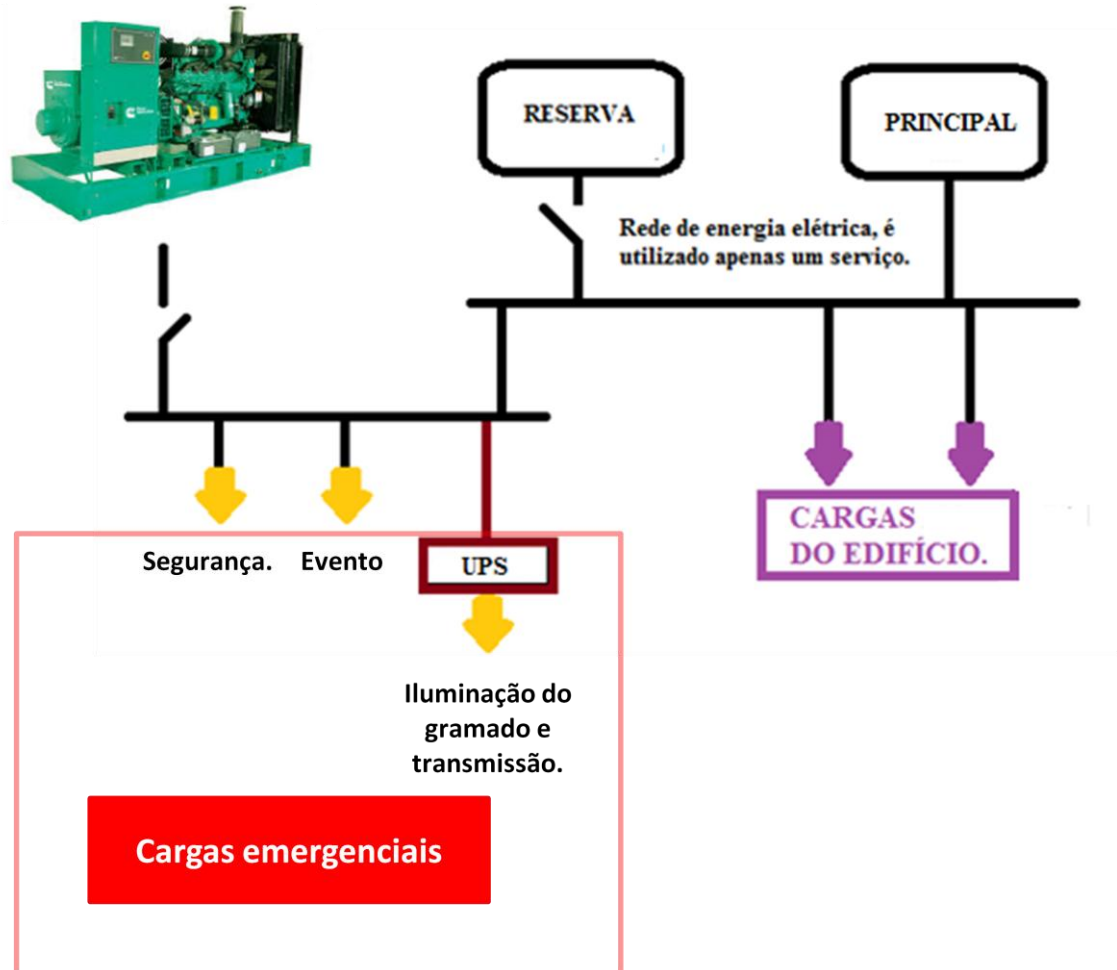 RESERVA
PRINCIPAL
Rede de energia elétrica, é
utilizado apenas um serviço.
CARGAS
DO EDIFÍCIO.
Segurança.
Evento
UPS
Iluminação do
gramado e
transmissão.
Cargas emergenciais